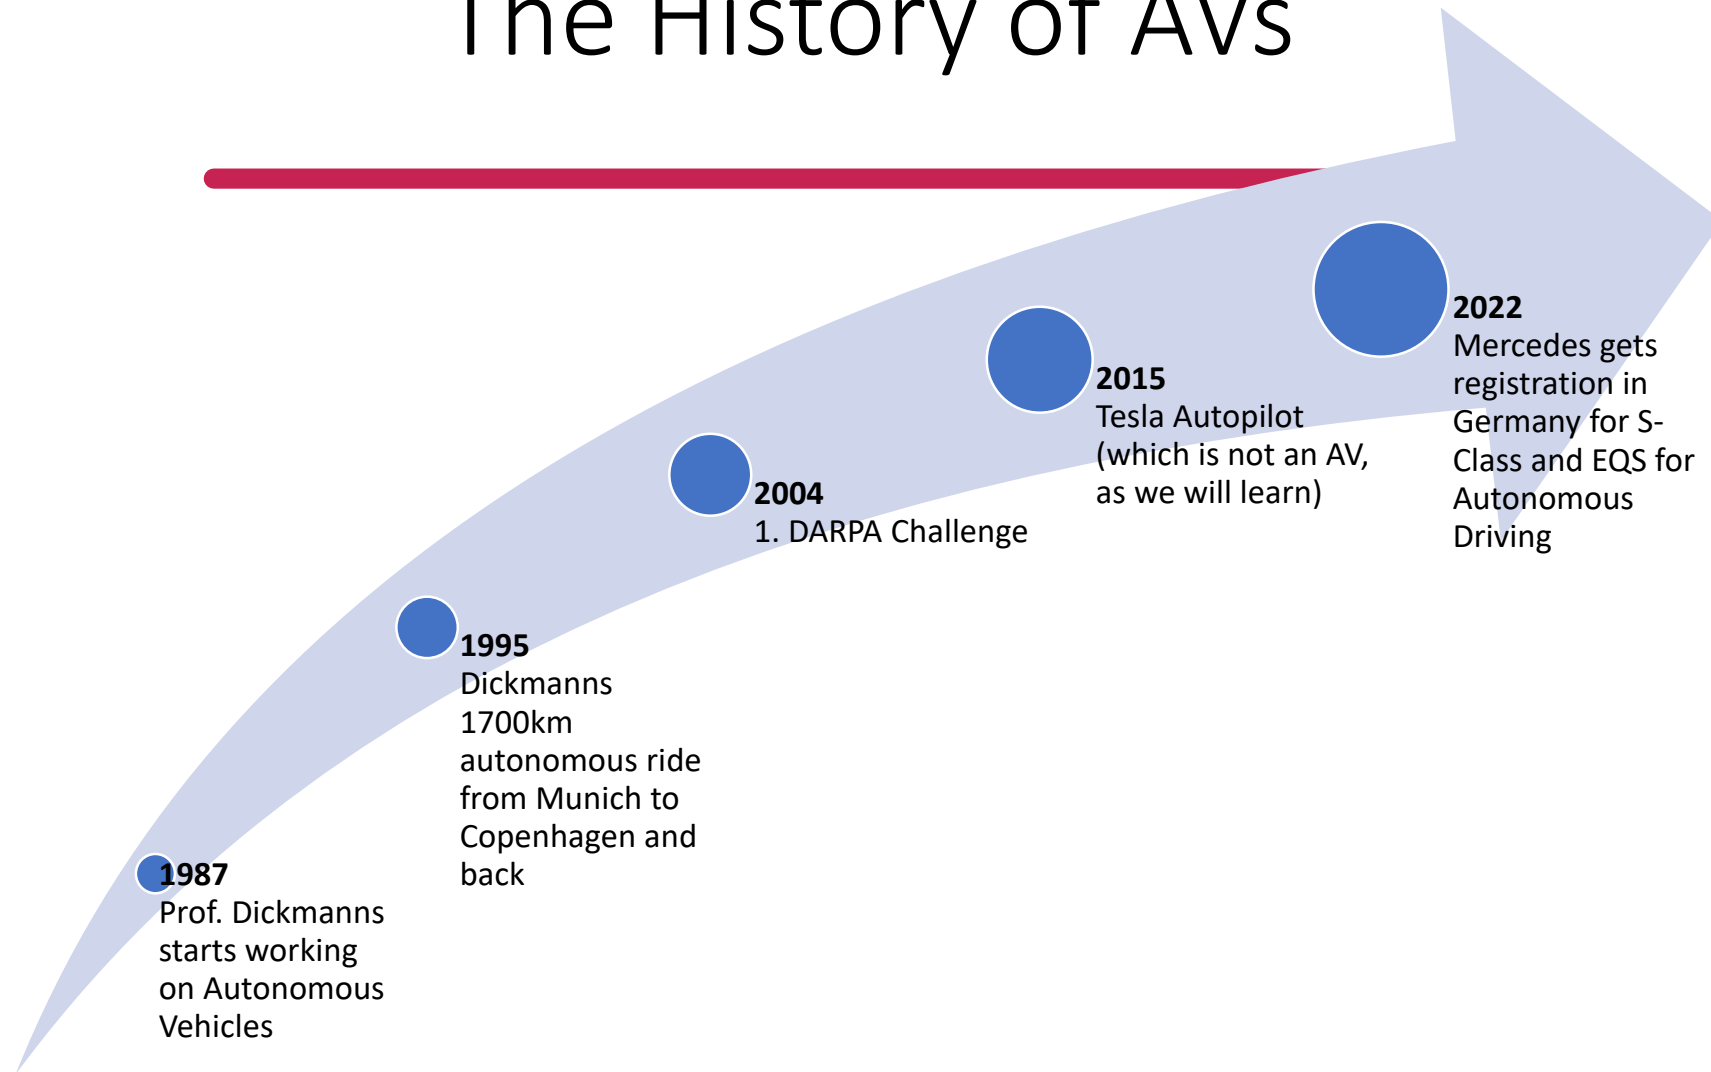 The History of AVs
1987
Prof. Dickmanns
starts working
on Autonomous
Vehicles
1995
Dickmanns
1700km
autonomous ride
from Munich to
Copenhagen and
back
2004
1. DARPA Challenge
2015
Tesla Autopilot
(which is not an AV,
as we will learn)
2022
Mercedes gets
registration in
Germany for S-
Class and EQS for
Autonomous
Driving